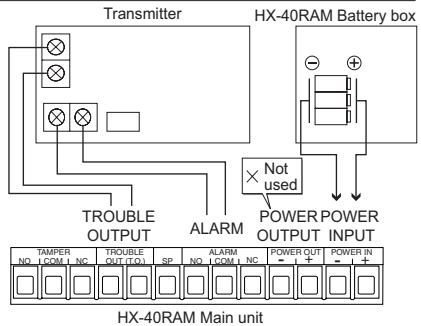 Transmitter
HX-40RAM Battery box
− +
× Not used
TROUBLE OUTPUT
ALARM
POWER OUTPUT
POWER INPUT
TAMPER
NO COM NC
TROUBLE OUT (T.O.)
SP
ALARM
NO COM NC
POWER OUT
− +
POWER IN
− +
HX-40RAM Main unit